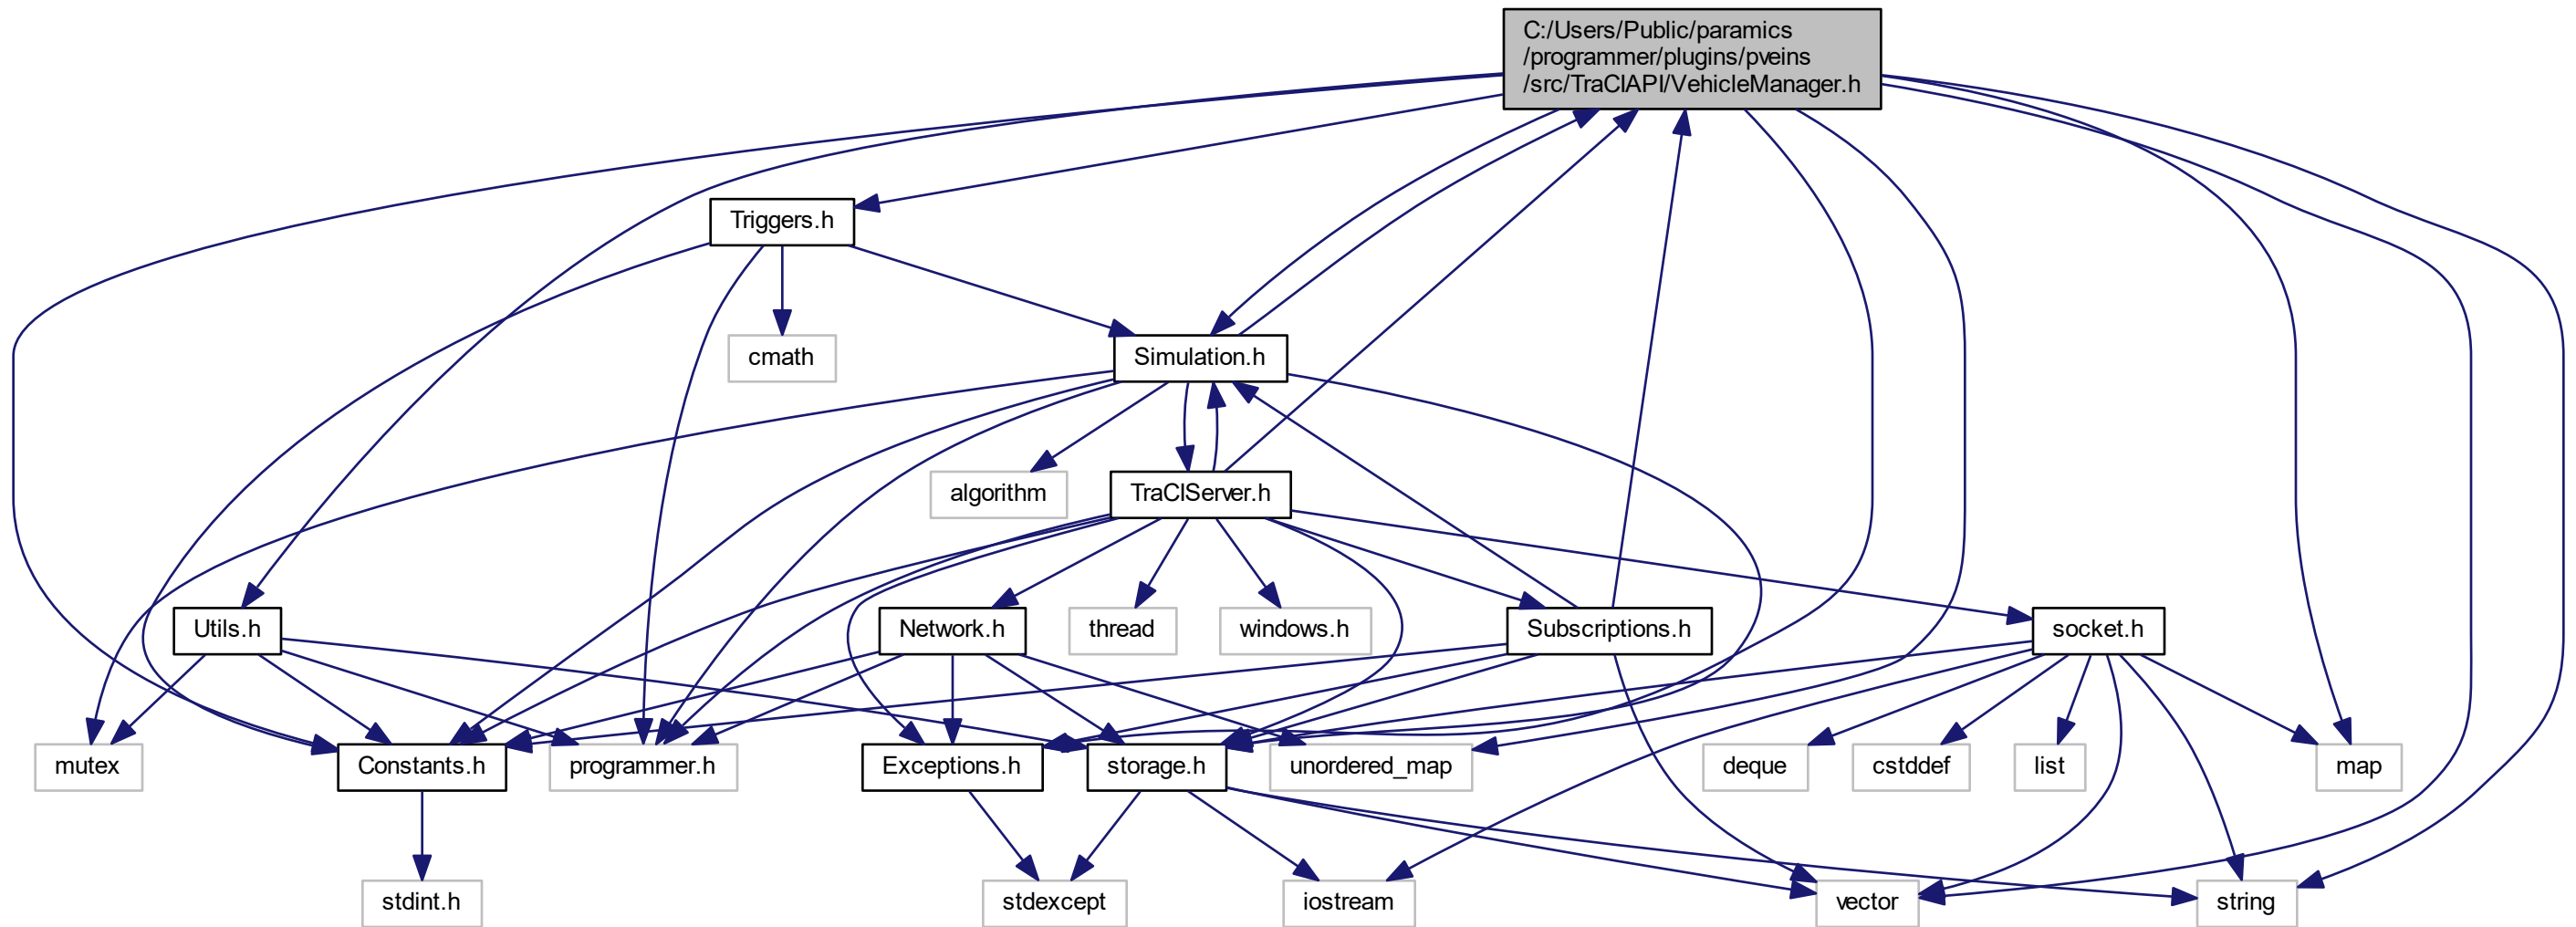 C:/Users/Public/paramics
/programmer/plugins/pveins
/src/TraCIAPI/VehicleManager.h
Triggers.h
cmath
Simulation.h
algorithm
TraCIServer.h
Utils.h
Network.h
thread
windows.h
Subscriptions.h
socket.h
mutex
Constants.h
programmer.h
Exceptions.h
storage.h
unordered_map
deque
cstddef
list
map
stdint.h
stdexcept
iostream
vector
string